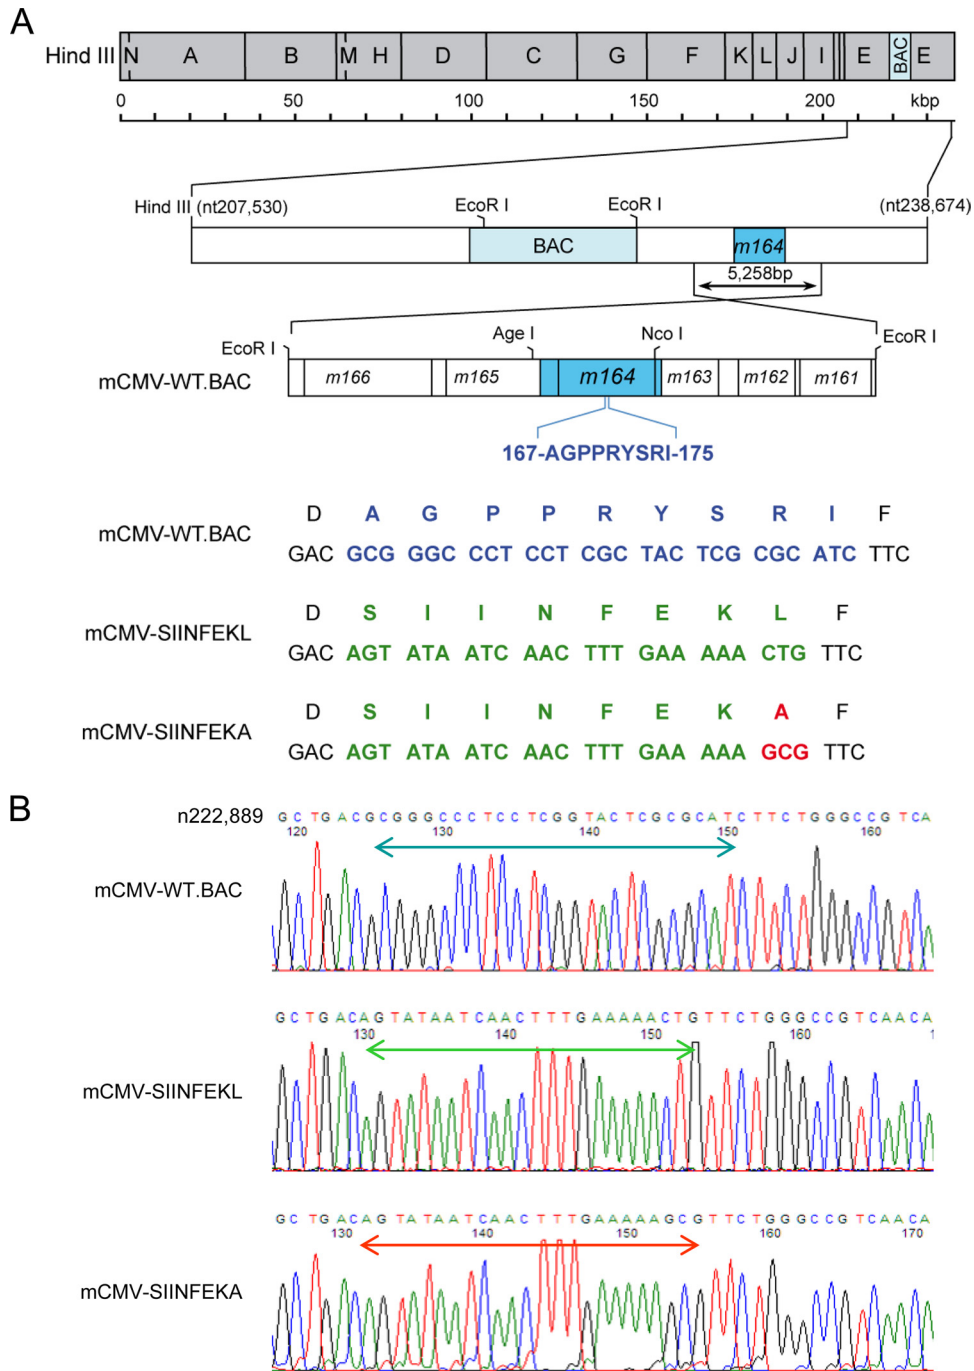 A
Hind III N A B M H D C G F K L J I E BAC E
0 50 100 150 200 kbp
Hind III (nt207,530) EcoR I EcoR I (nt238,674)
BAC m164
5,258bp
EcoR I Age I Nco I EcoR I
mCMV-WT.BAC m166 m165 m164 m163 m162 m161
167-AGPPRYSRI-175
D A G P P R Y S R I F
mCMV-WT.BAC
GAC GCG GGC CCT CCT CGC TAC TCG CGC ATC TTC
D S I I N F E K L F
mCMV-SIINFEKL
GAC AGT ATA ATC AAC TTT GAA AAA CTG TTC
D S I I N F E K A F
mCMV-SIINFEKA
GAC AGT ATA ATC AAC TTT GAA AAA GCG TTC
B
n222,889 G C T G A C G C G G G C C C T C C T C G G T A C T C G C G C A T C T T C T G G G C C G T C A
120 130 140 150 160
mCMV-WT.BAC
G C T G A C A G T A T A A T C A A C T T T G A A A A A C T G T T C T G G G C C G T C A A C A
130 140 150 160 1
mCMV-SIINFEKL
G C T G A C A G T A T A A T C A A C T T T G A A A A A G C G T T C T G G G C C G T C A A C A
130 140 150 160 170
mCMV-SIINFEKA